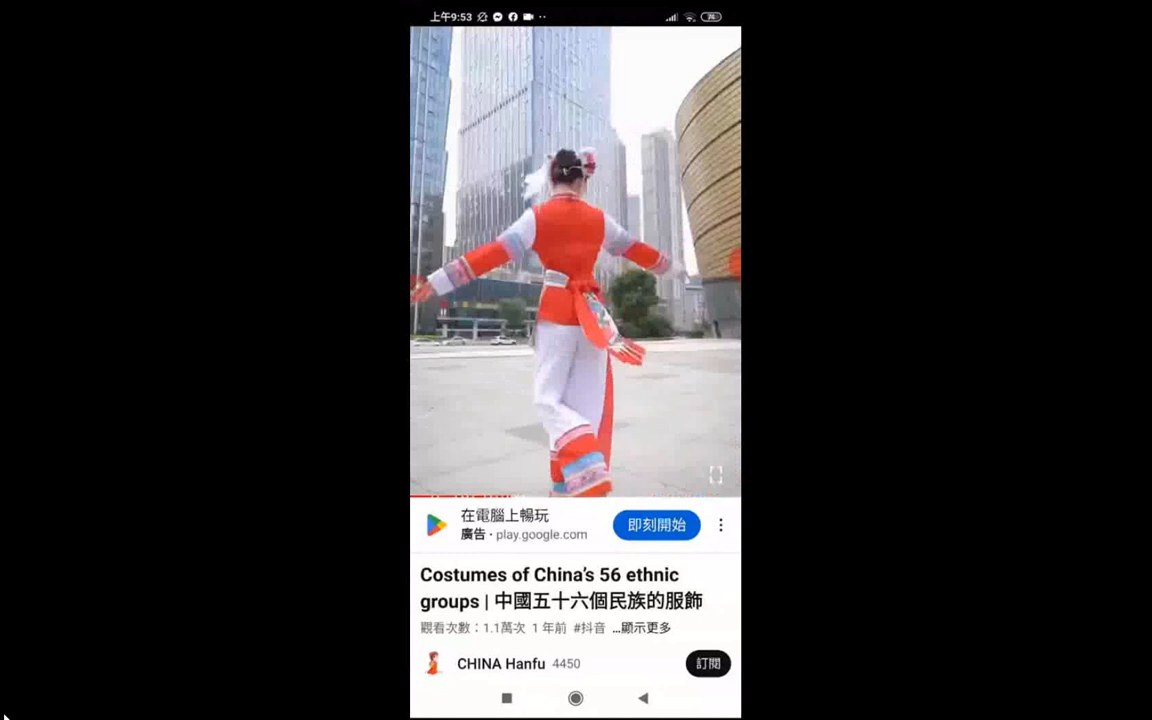 上午9:53
在電腦上暢玩
即刻開始
廣告 · play.google.com
Costumes of China's 56 ethnic
groups | 中國五十六個民族的服飾
觀看次數：1.1萬次 1 年前 #抖音 ...顯示更多
CHINA Hanfu 4450
訂閱